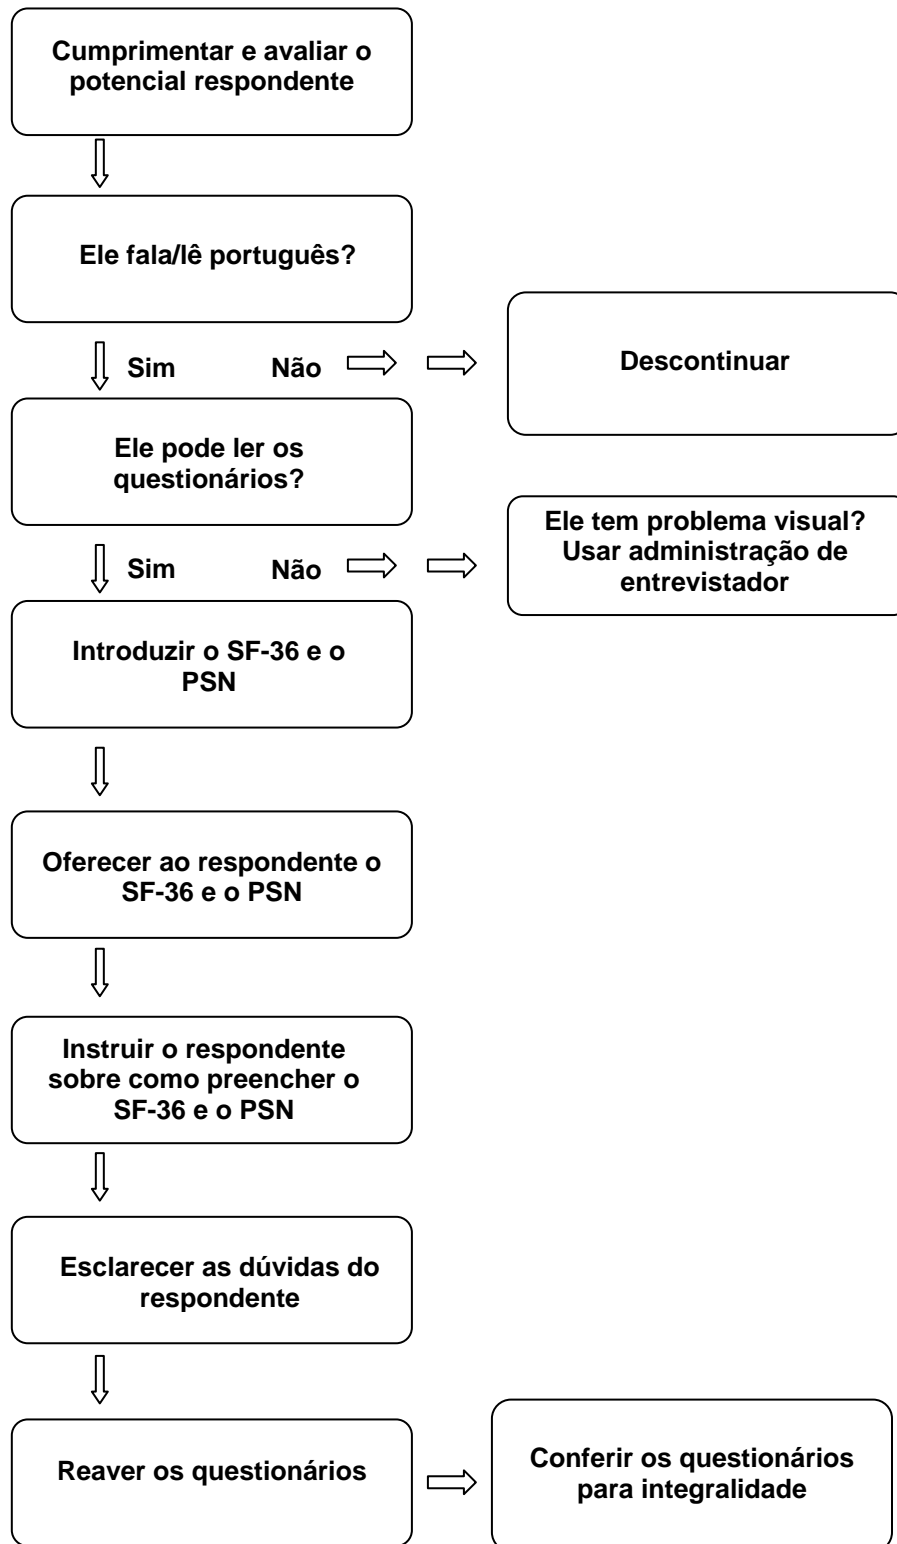 Cumprimentar e avaliar o
potencial respondente
Ele fala/lê português?
Sim Não
Descontinuar
Ele pode ler os
questionários?
Sim Não
Ele tem problema visual?
Usar administração de
entrevistador
Introduzir o SF-36 e o
PSN
Oferecer ao respondente o
SF-36 e o PSN
Instruir o respondente
sobre como preencher o
SF-36 e o PSN
Esclarecer as dúvidas do
respondente
Reaver os questionários
Conferir os questionários
para integralidade